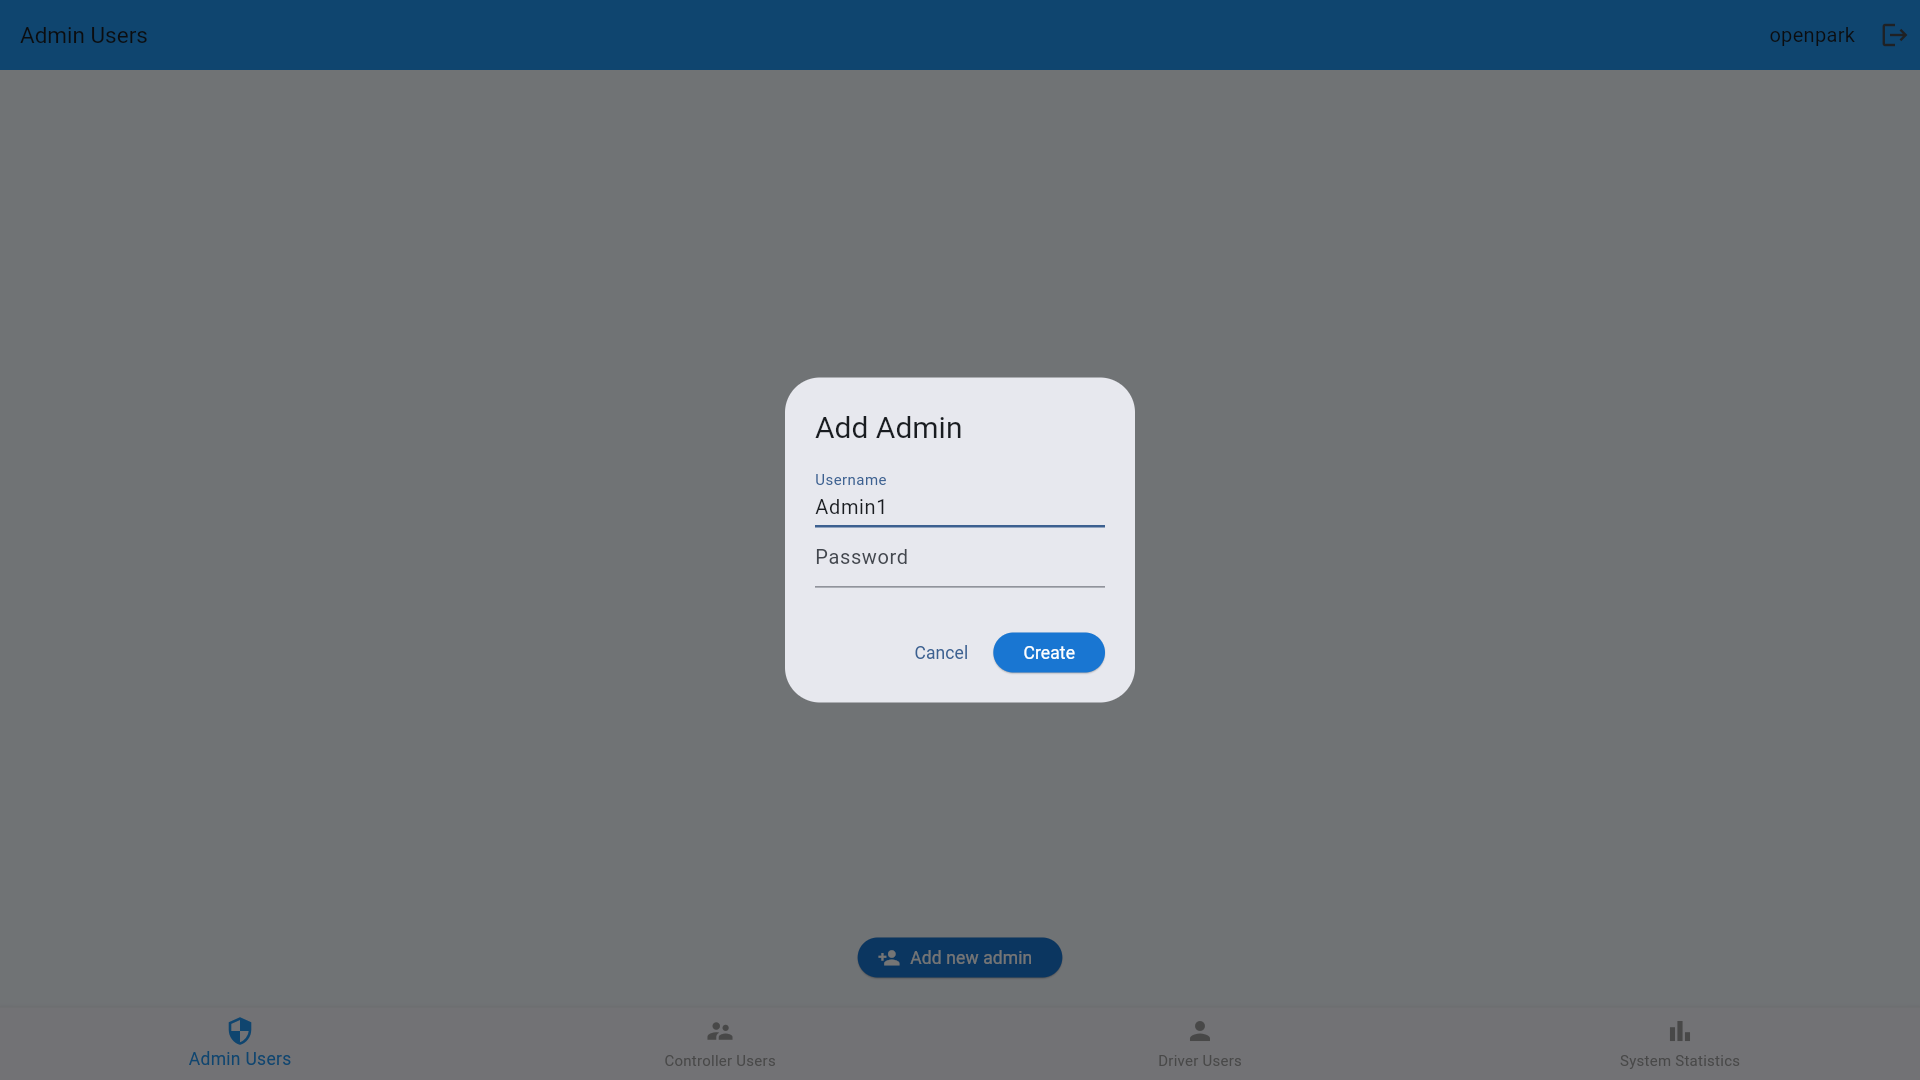 Admin Users
openpark
Add Admin
Username
Admin1
Password
Cancel
Create
Add new admin
Admin Users
Controller Users
Driver Users
System Statistics